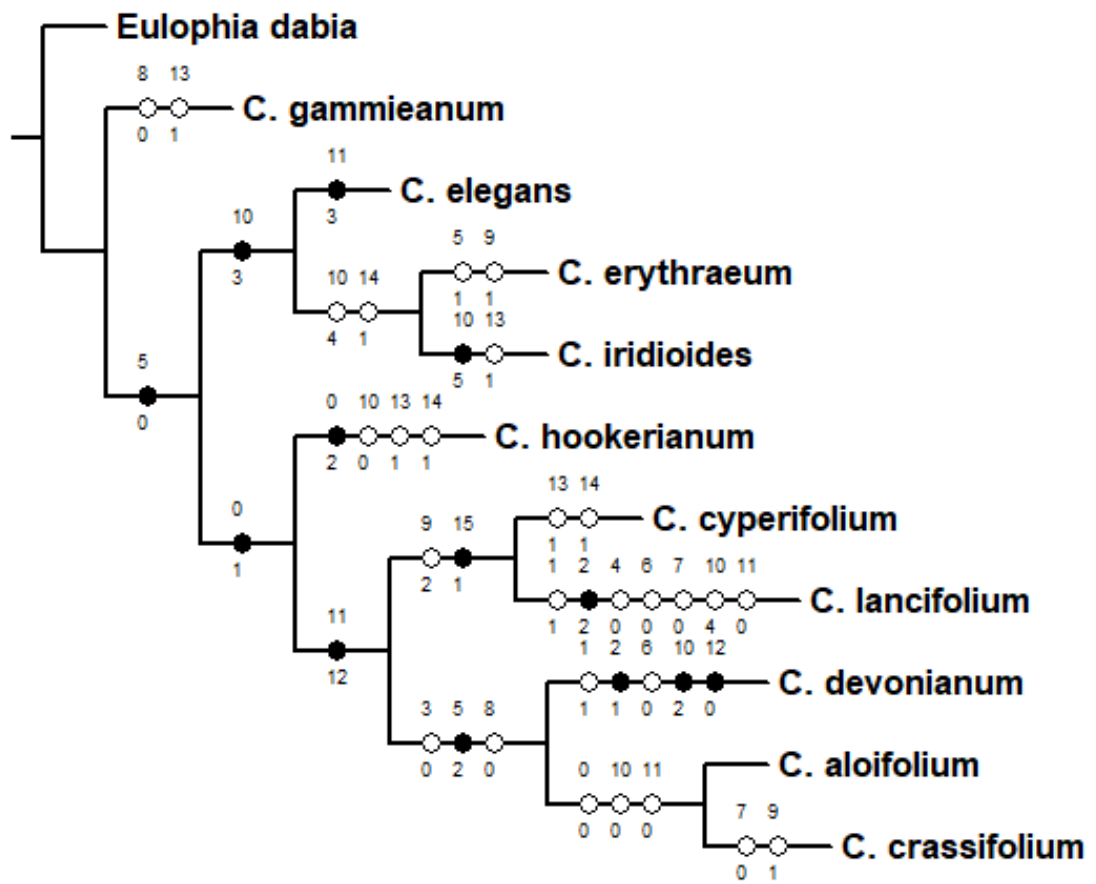 Eulophia dabia
8 13
C. gammieanum
0 1
11
C. elegans
3
10
3
5 9
C. erythraeum
1 1
10 14
4 1
10 13
C. iridioides
5 1
5
0
0 10 13 14
C. hookerianum
2 0 1 1
13 14
C. cyperifolium
1 1
0
1
9 15
2 1
1 2 4 6 7 10 11
C. lancifolium
1 2 0 0 0 4 0
11
12
1 2 6 10 12
C. devonianum
1 1 0 2 0
3 5 8
0 2 0
C. aloifolium
0 10 11
0 0 0
7 9
C. crassifolium
0 1